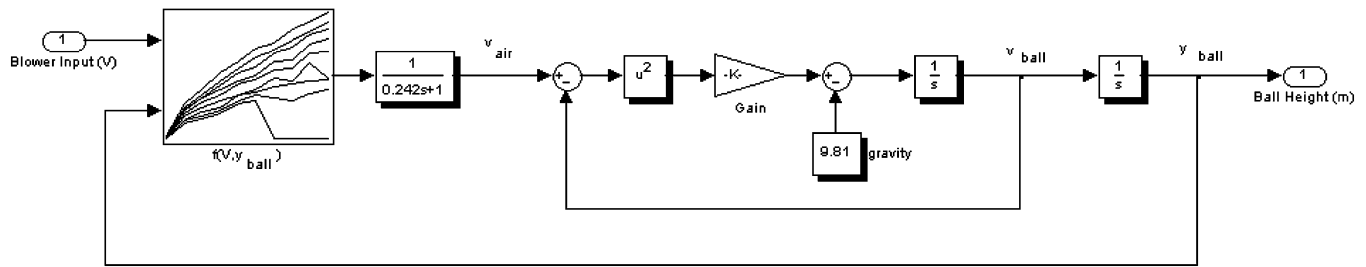 1
Blower Input (V)
f(V,y ball)
1
0.242s+1
v air
+
-
u2
-K-
Gain
+
-
9.81
gravity
1
s
v ball
1
s
y ball
1
Ball Height (m)